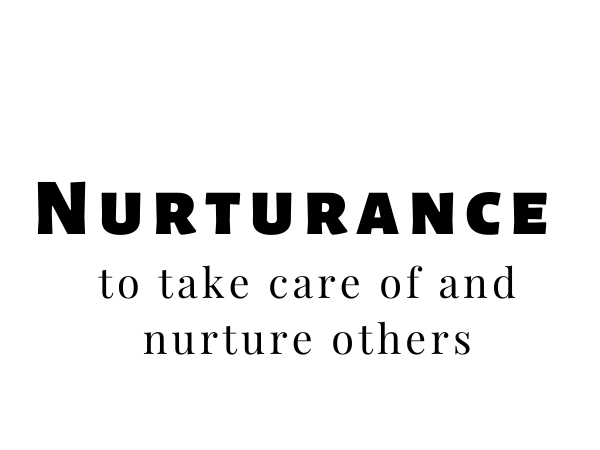 Nurturance
to take care of and
nurture others